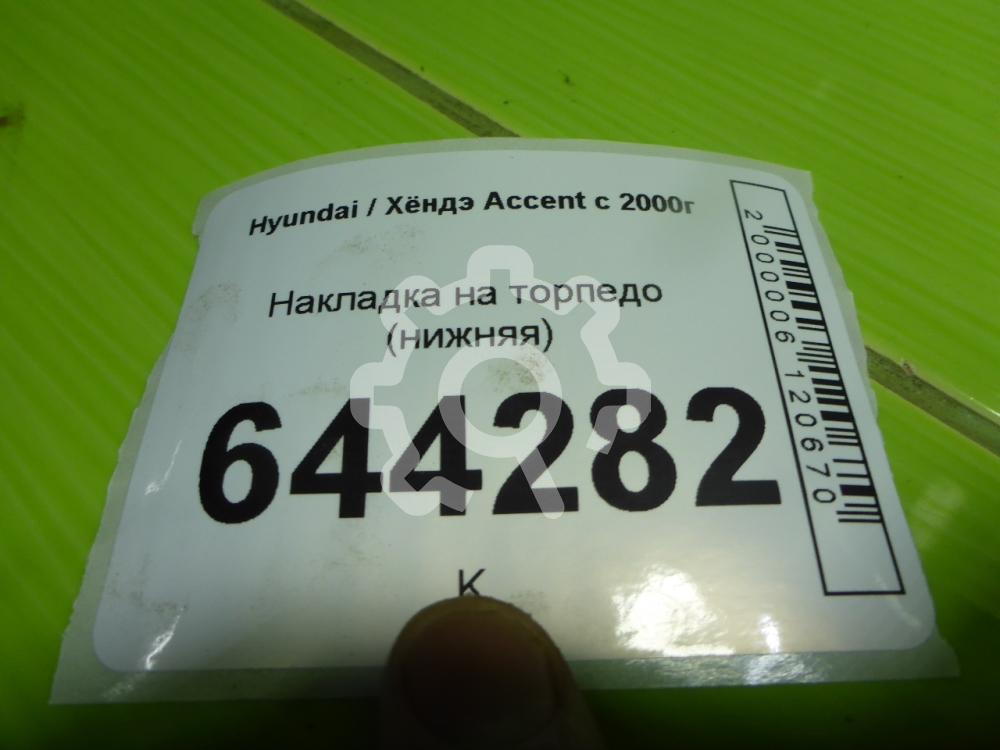 Hyundai / Хёндэ Accent с 2000г
Накладка на торпедо
(нижняя)
644282
К
2000006120670